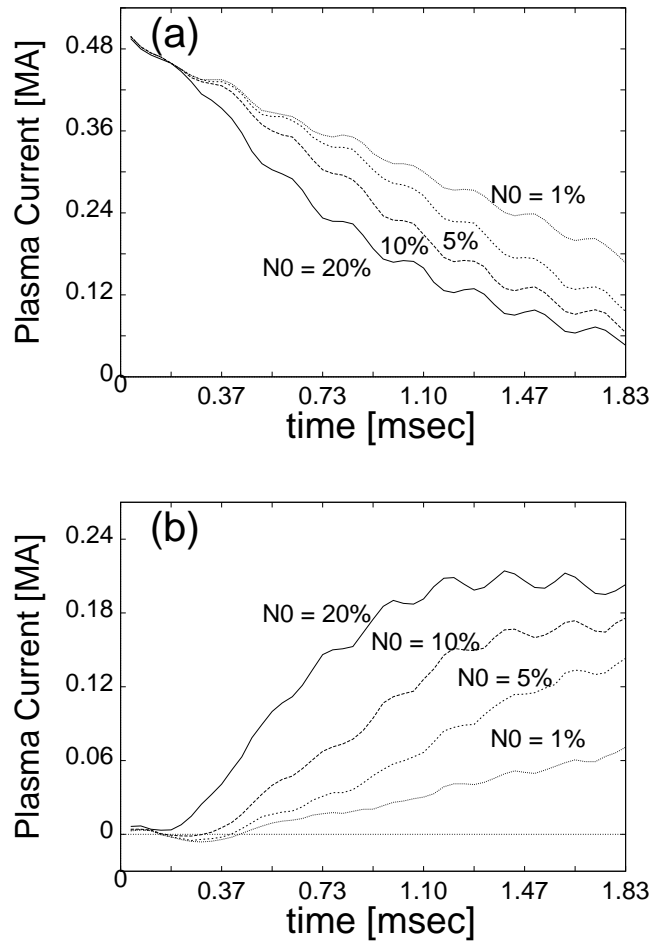 (a)
Plasma Current [MA]
0.48
0.36
0.24
0.12
0
N0 = 1%
5%
10%
N0 = 20%
0 0.37 0.73 1.10 1.47 1.83
time [msec]
(b)
Plasma Current [MA]
0.24
0.18
0.12
0.06
0
N0 = 20%
N0 = 10%
N0 = 5%
N0 = 1%
0 0.37 0.73 1.10 1.47 1.83
time [msec]